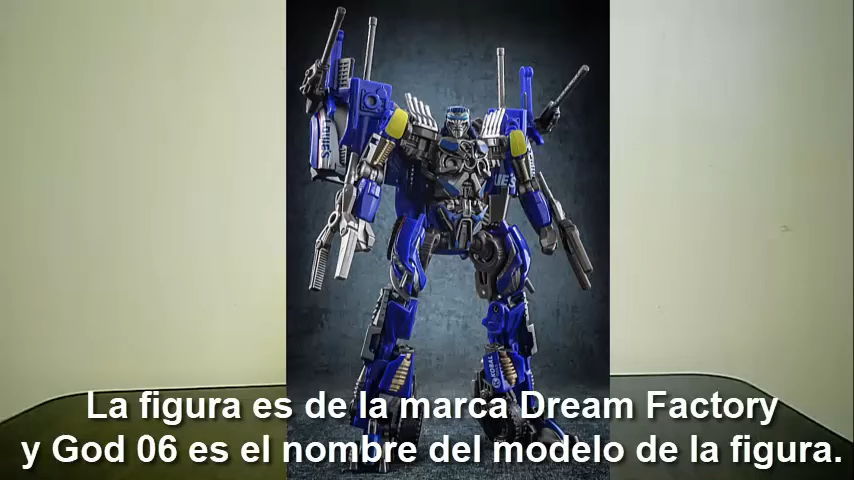 La figura es de la marca Dream Factory
y God 06 es el nombre del modelo de la figura.